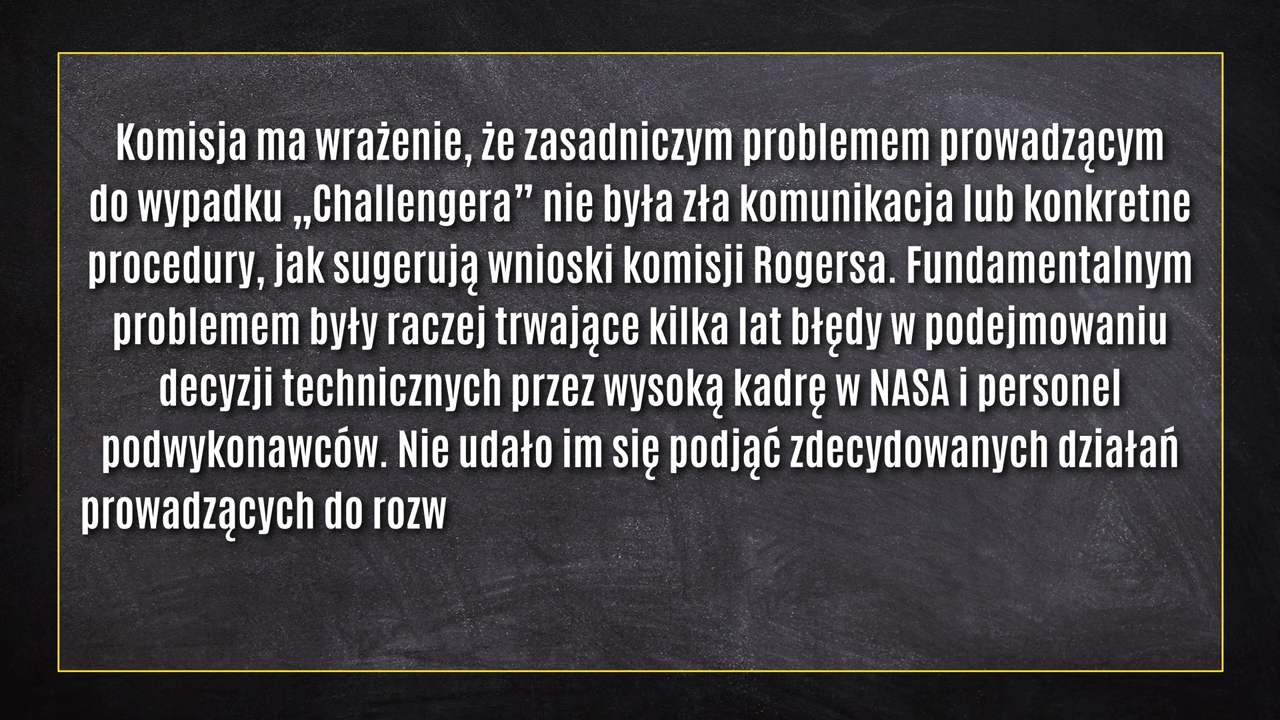 Komisja ma wrażenie, że zasadniczym problemem prowadzącym
do wypadku „Challengera” nie była zła komunikacja lub konkretne
procedury, jak sugerują wnioski komisji Rogersa. Fundamentalnym
problemem były raczej trwające kilka lat błędy w podejmowaniu
decyzji technicznych przez wysoką kadrę w NASA i personel
podwykonawców. Nie udało im się podjąć zdecydowanych działań
prowadzących do rozw